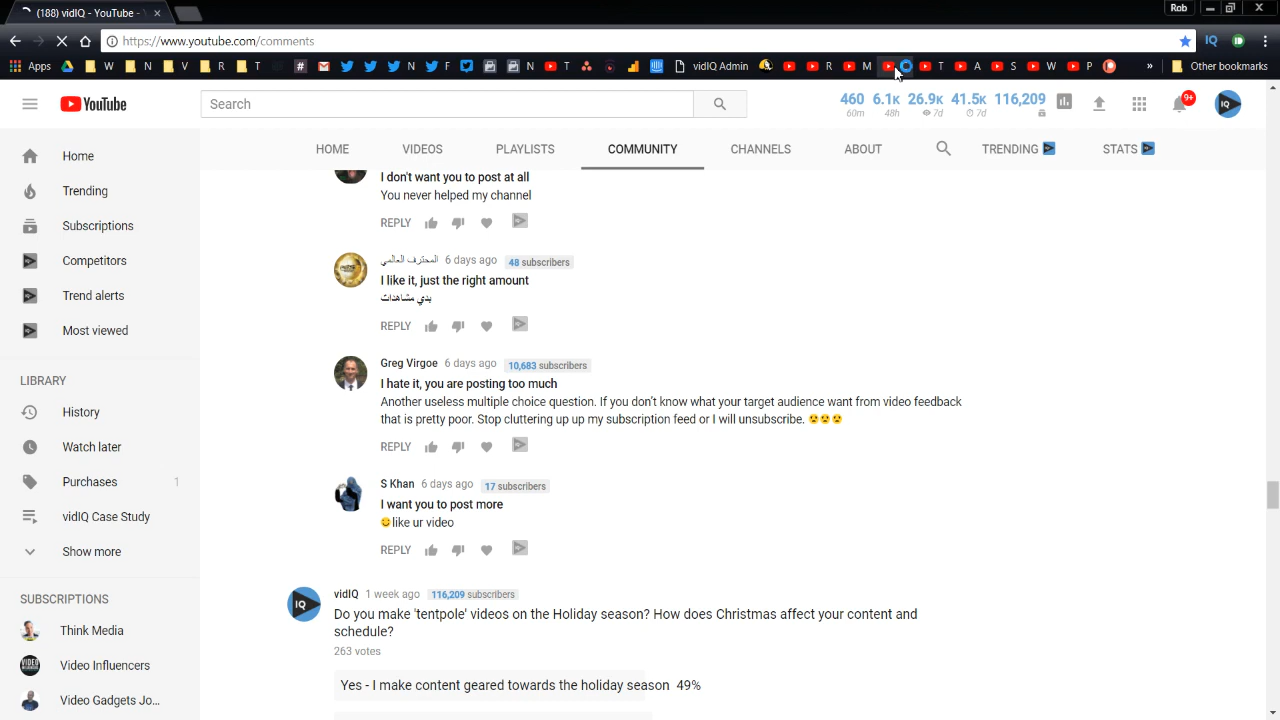 (188) vidIQ - YouTube -
Rob
https://www.youtube.com/comments
Apps W N V R T # N F N T vidIQ Admin R M T A S W P » Other bookmarks
YouTube
Search
460 6.1K 26.9K 41.5K 116,209
60m 48h 7d 7d
9+
IQ
HOME VIDEOS PLAYLISTS COMMUNITY CHANNELS ABOUT TRENDING STATS
Home
Trending
Subscriptions
Competitors
Trend alerts
Most viewed
LIBRARY
History
Watch later
Purchases 1
vidIQ Case Study
Show more
SUBSCRIPTIONS
Think Media
Video Influencers
Video Gadgets Jo...
I don't want you to post at all
You never helped my channel
REPLY
المحترف العالمي 6 days ago 48 subscribers
I like it, just the right amount
بدي مشاهدات
REPLY
Greg Virgoe 6 days ago 10,683 subscribers
I hate it, you are posting too much
Another useless multiple choice question. If you don't know what your target audience want from video feedback
that is pretty poor. Stop cluttering up up my subscription feed or I will unsubscribe. 😟😟😟
REPLY
S Khan 6 days ago 17 subscribers
I want you to post more
☺like ur video
REPLY
IQ
vidIQ 1 week ago 116,209 subscribers
Do you make 'tentpole' videos on the Holiday season? How does Christmas affect your content and
schedule?
263 votes
Yes - I make content geared towards the holiday season 49%